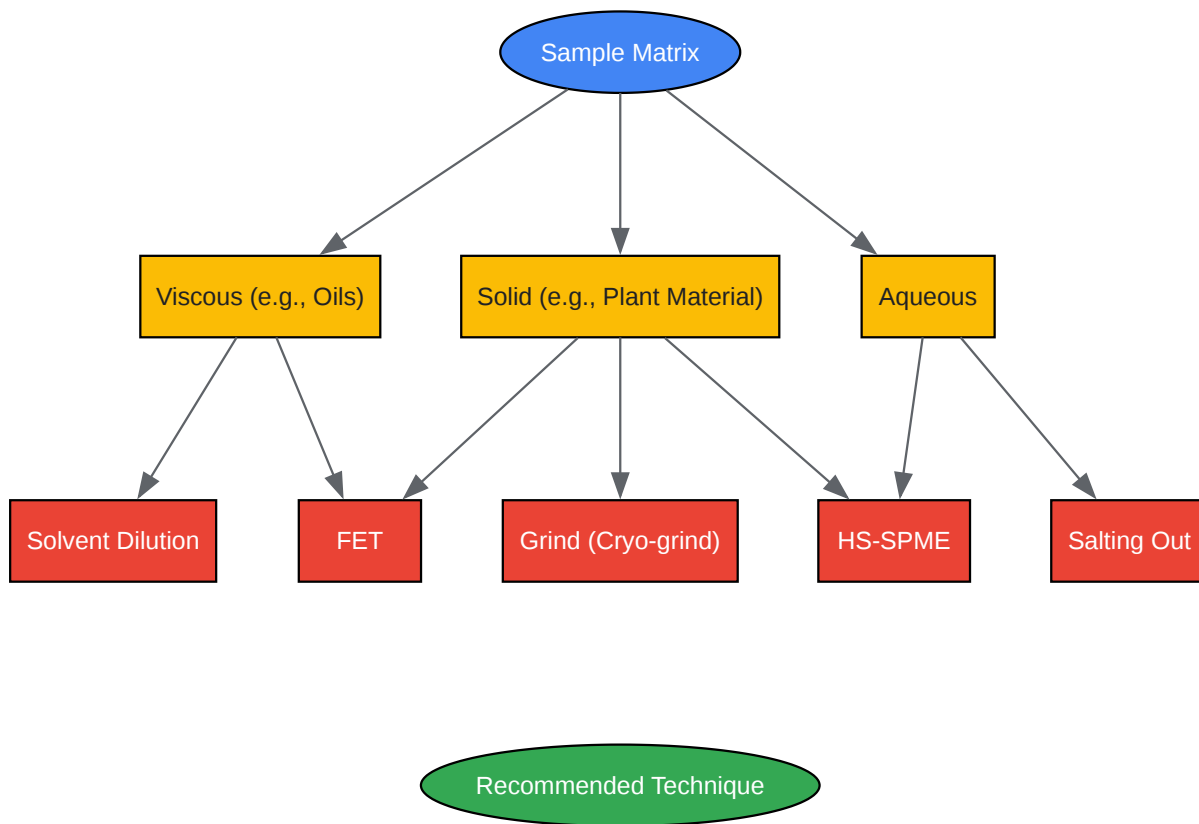 Sample Matrix
Viscous (e.g., Oils)
Solid (e.g., Plant Material)
Aqueous
Solvent Dilution
FET
Grind (Cryo-grind)
HS-SPME
Salting Out
Recommended Technique